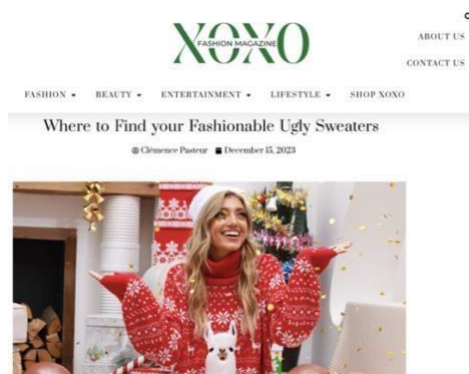 XOXO
FASHION MAGAZINE
ABOUT US
CONTACT US
FASHION
BEAUTY
ENTERTAINMENT
LIFESTYLE
SHOP XOXO
Where to Find your Fashionable Ugly Sweaters
Clémence Pasteur December 15, 2023